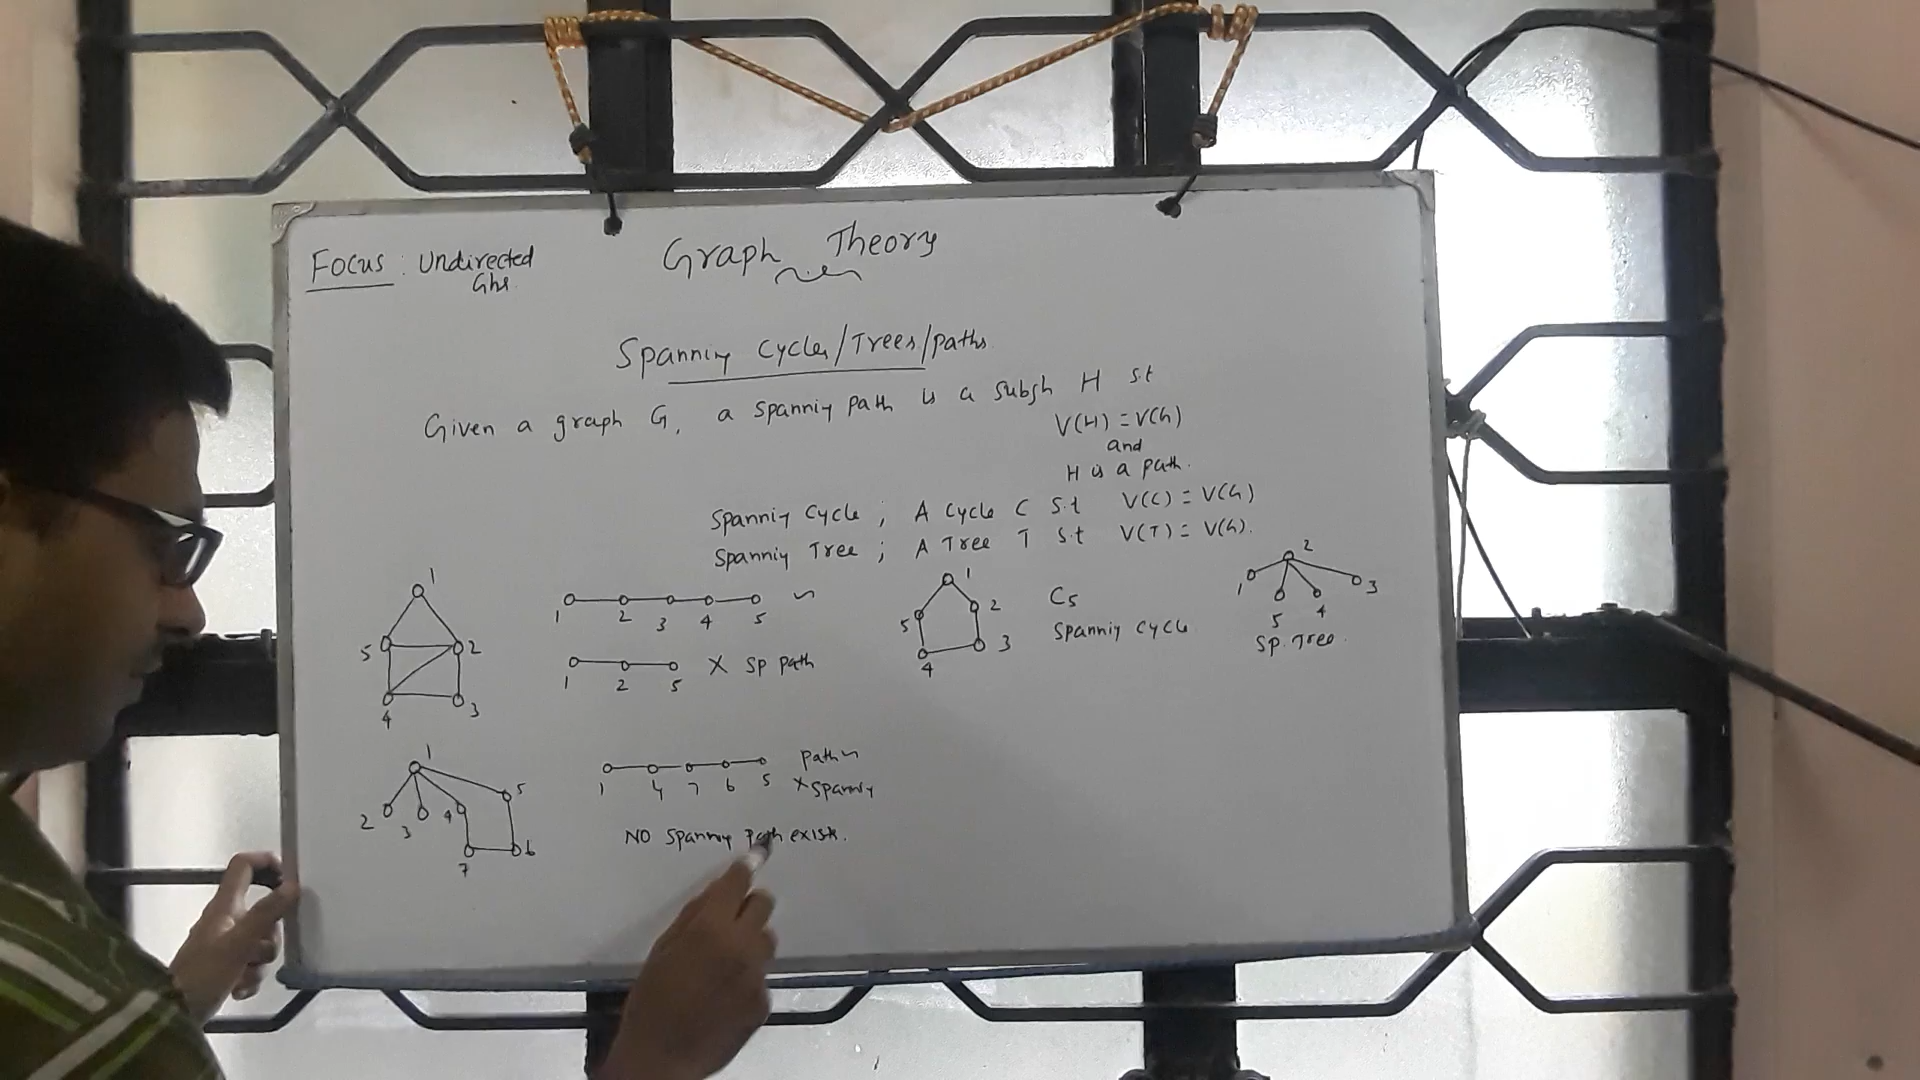 Focus : Undirected
Ghs.
Graph Theory
Spanning Cycles/Trees/paths.
Given a graph G, a spanning path is a subgh H s.t
V(H) = V(G)
and
H is a path.
Spanning Cycle ; A cycle C s.t V(C) = V(G)
Spanning Tree ; A Tree T s.t V(T) = V(G).
1
5
2
4
3
1 2 3 4 5
1 2 5 X SP path
1
5 2
4 3
C5
Spanning cycle
2
1 3
5 4
Sp. Tree.
1
2 3 4 5
7 6
1 4 7 6 5
path
X Spanning
NO Spanning path exist.